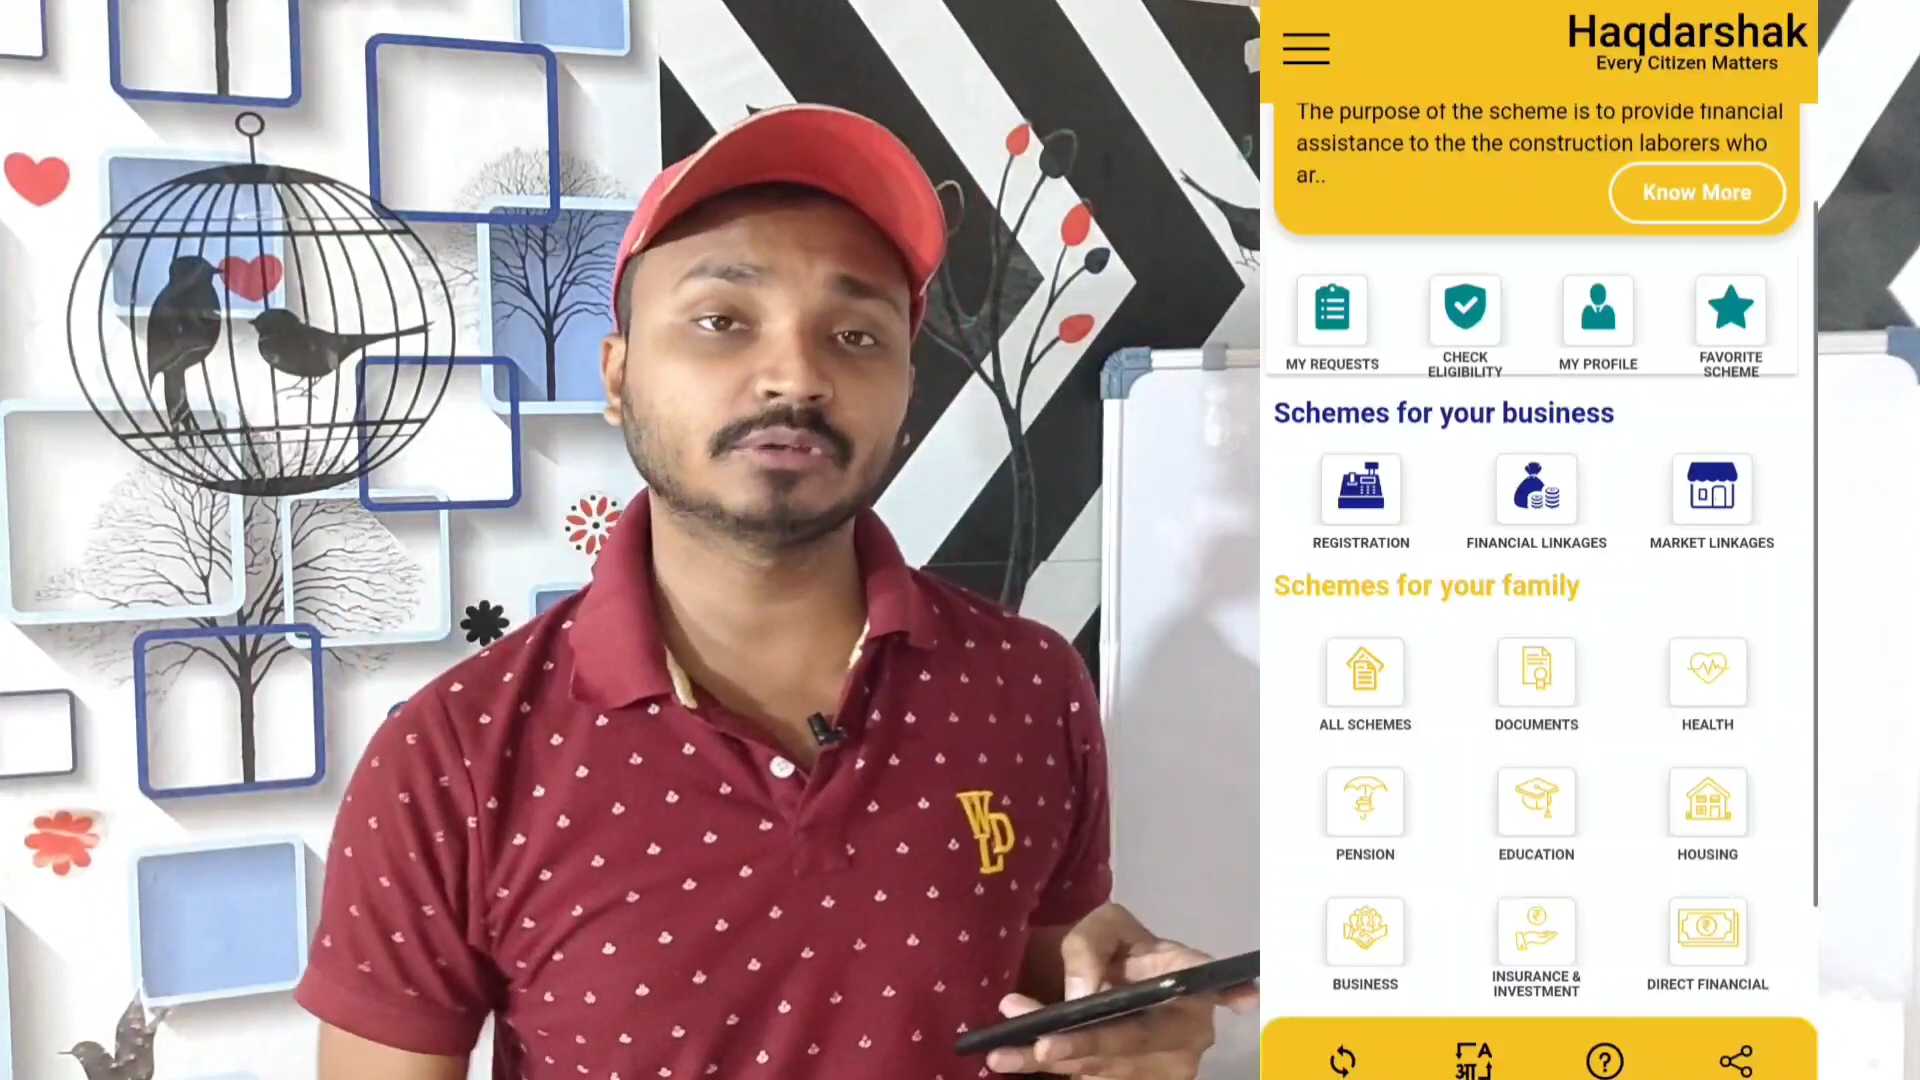 Haqdarshak
Every Citizen Matters
The purpose of the scheme is to provide financial
assistance to the the construction laborers who
ar..
Know More
MY REQUESTS
CHECK
ELIGIBILITY
MY PROFILE
FAVORITE
SCHEME
Schemes for your business
REGISTRATION
FINANCIAL LINKAGES
MARKET LINKAGES
Schemes for your family
ALL SCHEMES
DOCUMENTS
HEALTH
PENSION
EDUCATION
HOUSING
BUSINESS
INSURANCE &
INVESTMENT
DIRECT FINANCIAL
WLD
A
आ
?